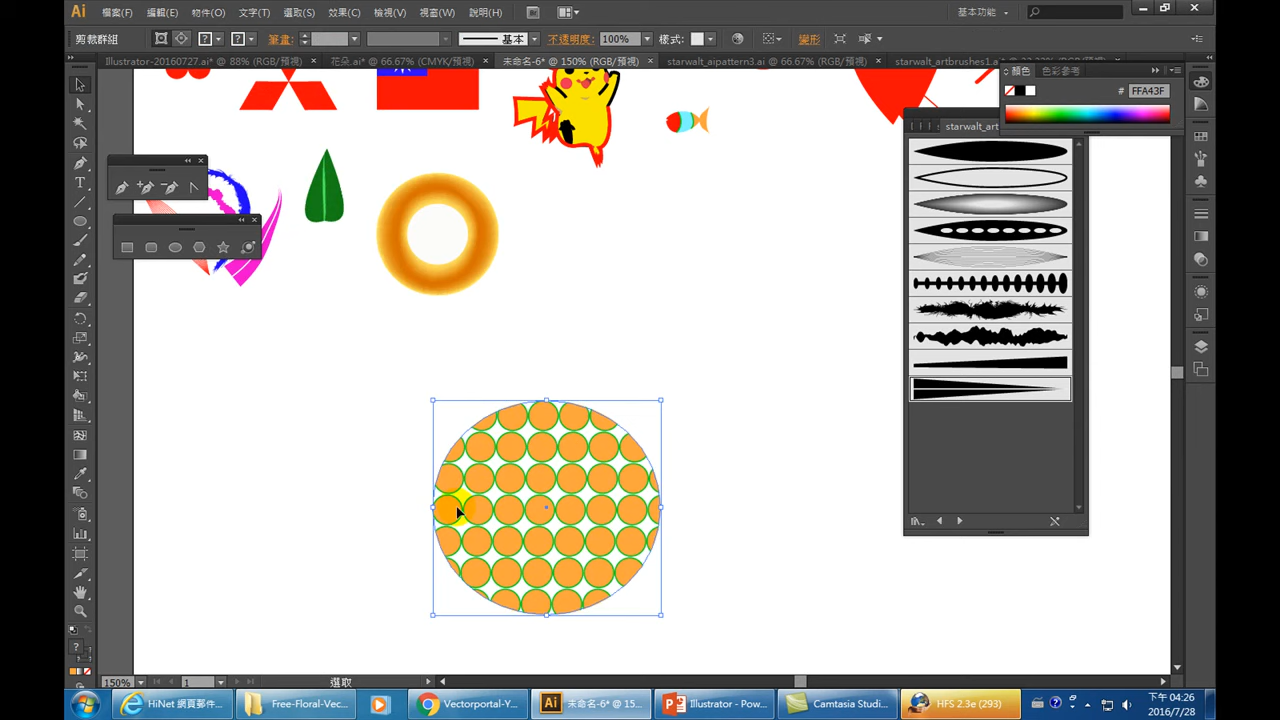 Ai 檔案(F) 編輯(E) 物件(O) 文字(T) 選取(S) 效果(C) 檢視(V) 視窗(W) 說明(H) Br 基本功能
剪裁群組 ? ? 筆畫: 基本 不透明度: 100% 樣式: 變形
Illustrator-20160727.ai* @ 88% (RGB/預視) × 花朵.ai* @ 66.67% (CMYK/預視) × 未命名-6* @ 150% (RGB/預視) × starwalt_aipattern3.ai @ 66.67% (RGB/預視) ×
顏色 色彩參考
# FFA43F
starwalt_art
150% 1 選取
HiNet 網頁郵件... Free-Floral-Vec... Vectorportal-Y... 未命名-6* @ 15... Illustrator - Pow... Camtasia Studi... HFS 2.3e (293)
下午 04:26
2016/7/28